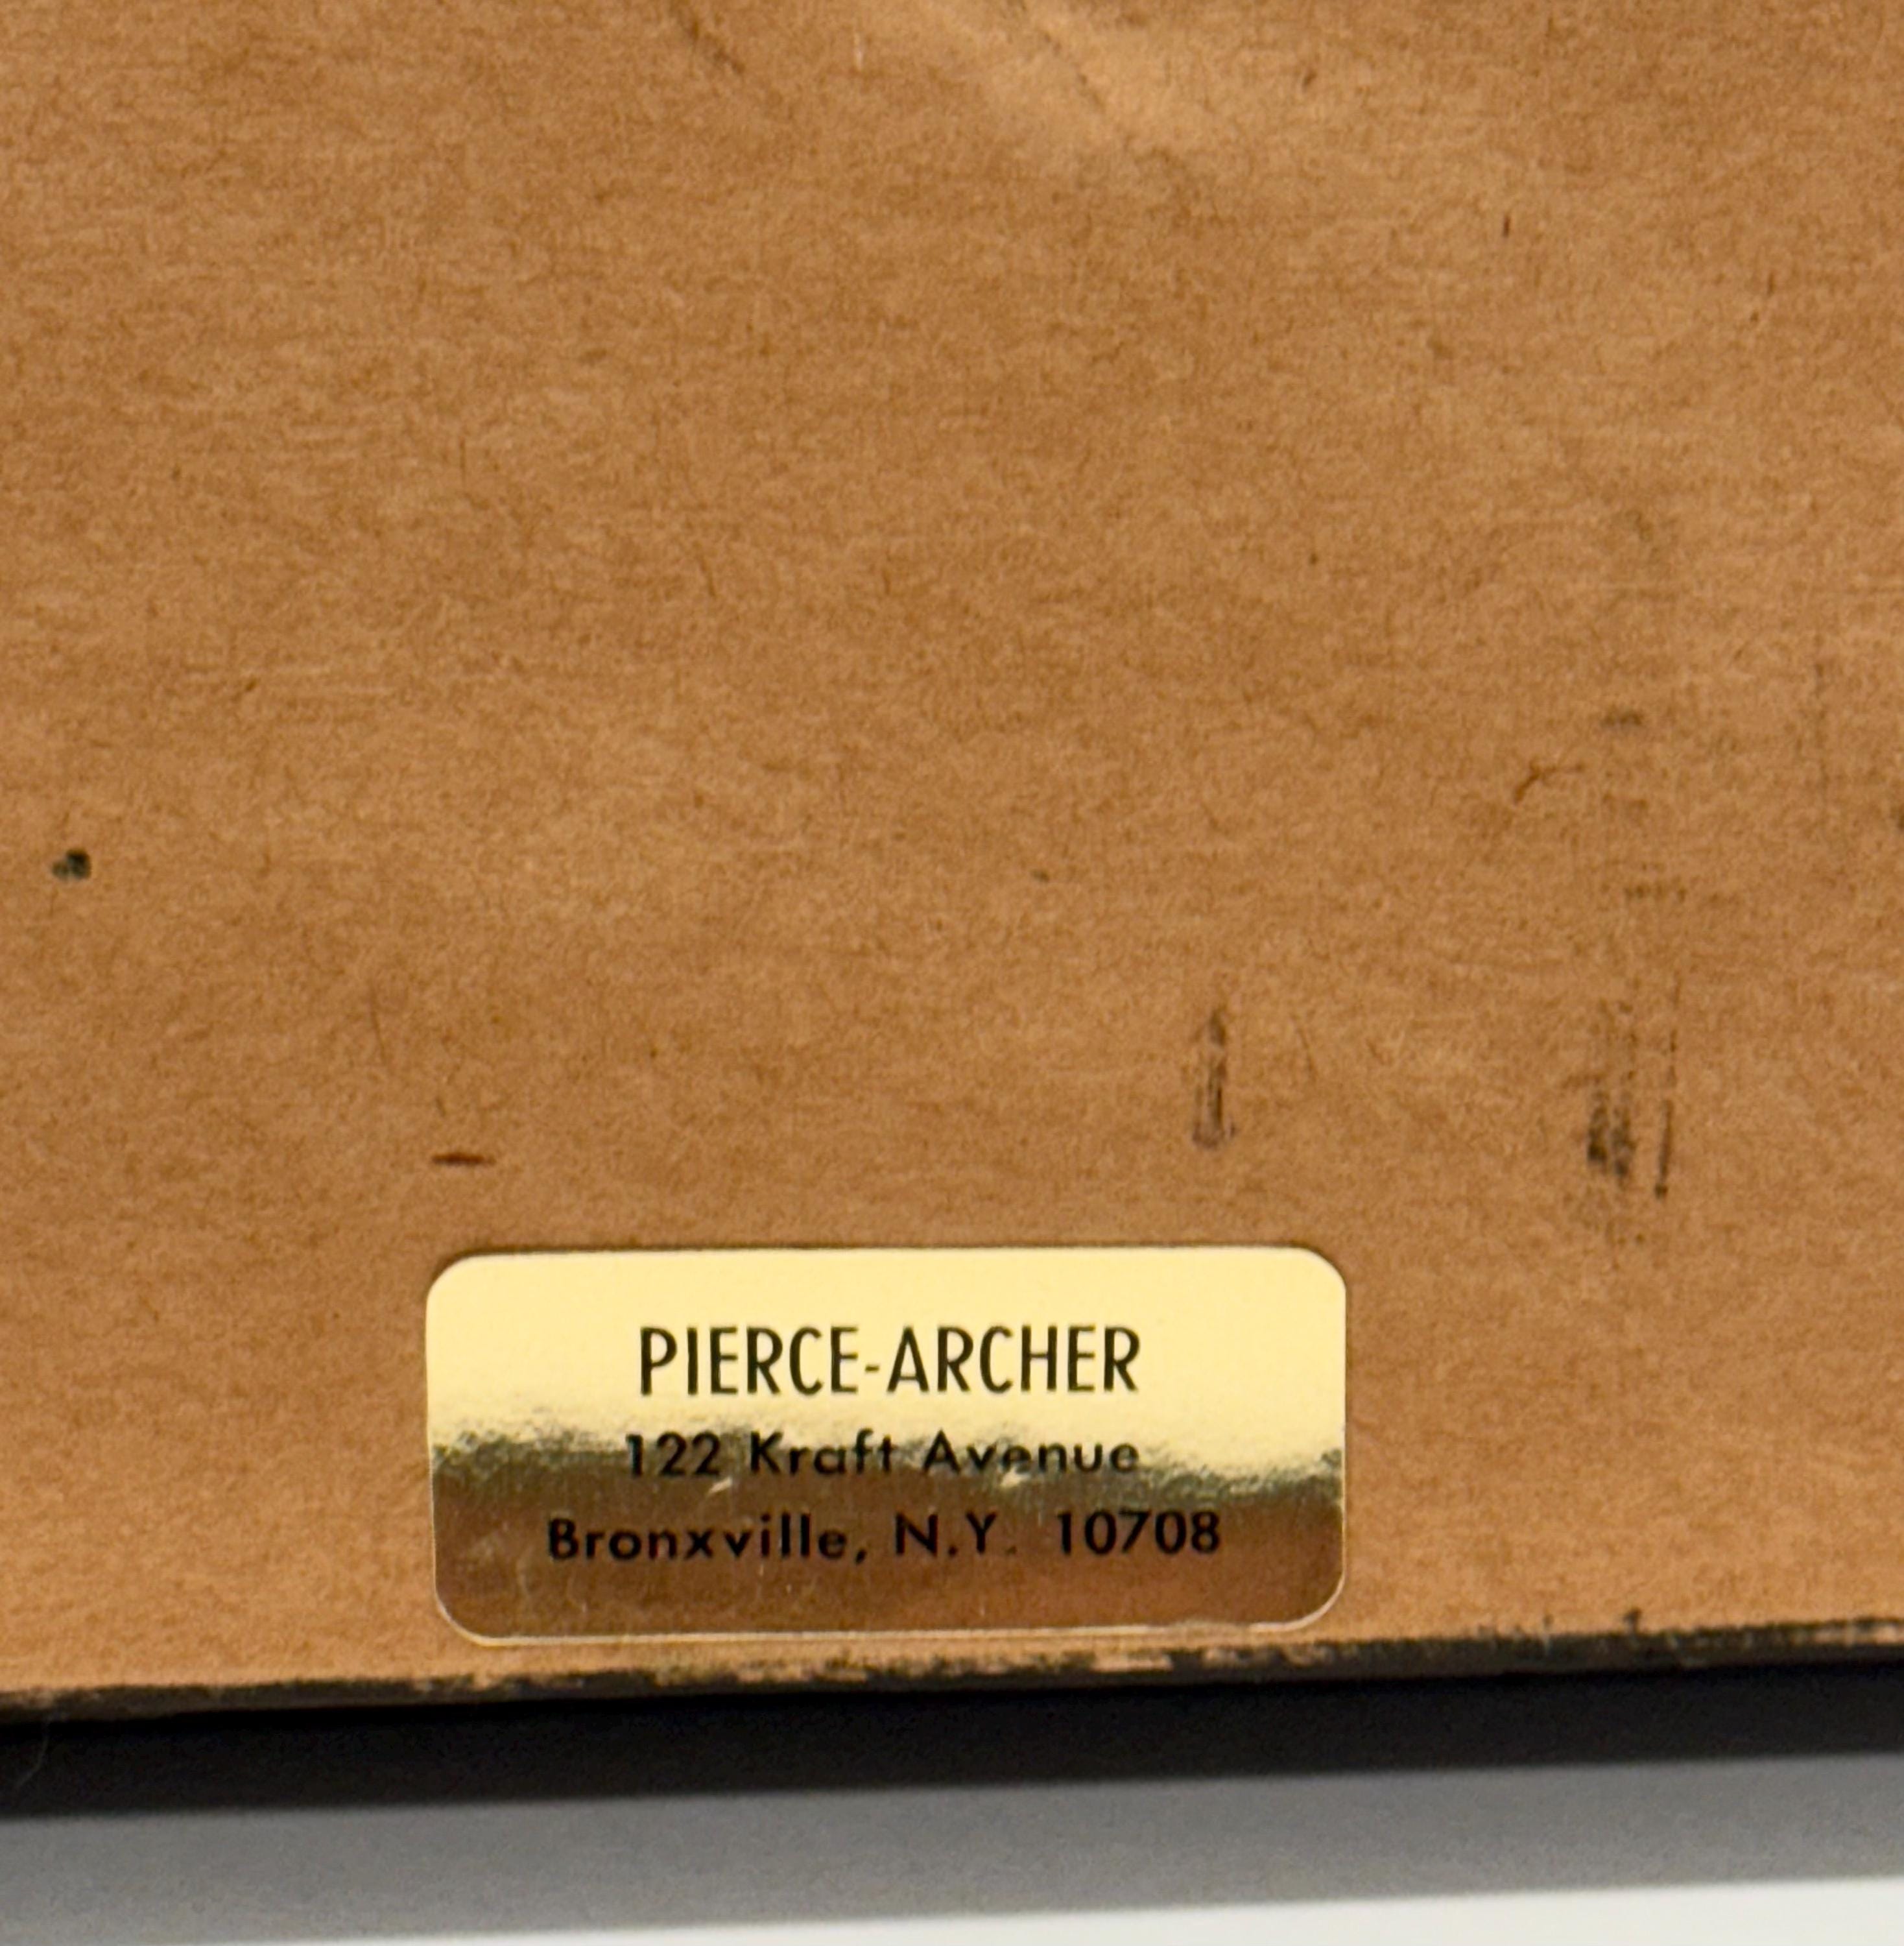 PIERCE-ARCHER
122 Kraft Avenue
Bronxville, N.Y. 10708